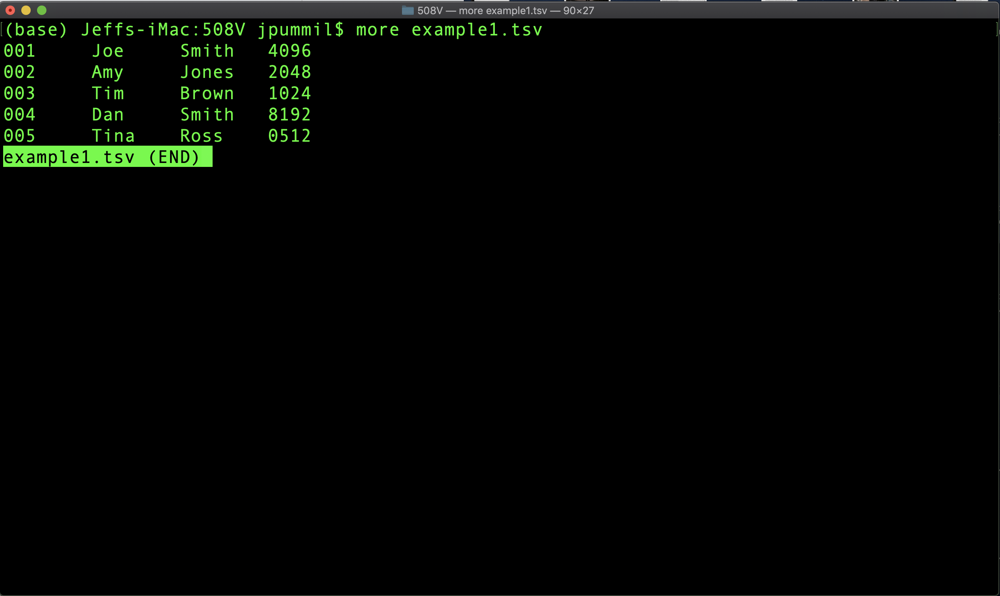 508V — more example1.tsv — 90×27
(base) Jeffs-iMac:508V jpummil$ more example1.tsv
001 Joe Smith 4096
002 Amy Jones 2048
003 Tim Brown 1024
004 Dan Smith 8192
005 Tina Ross 0512
example1.tsv (END)